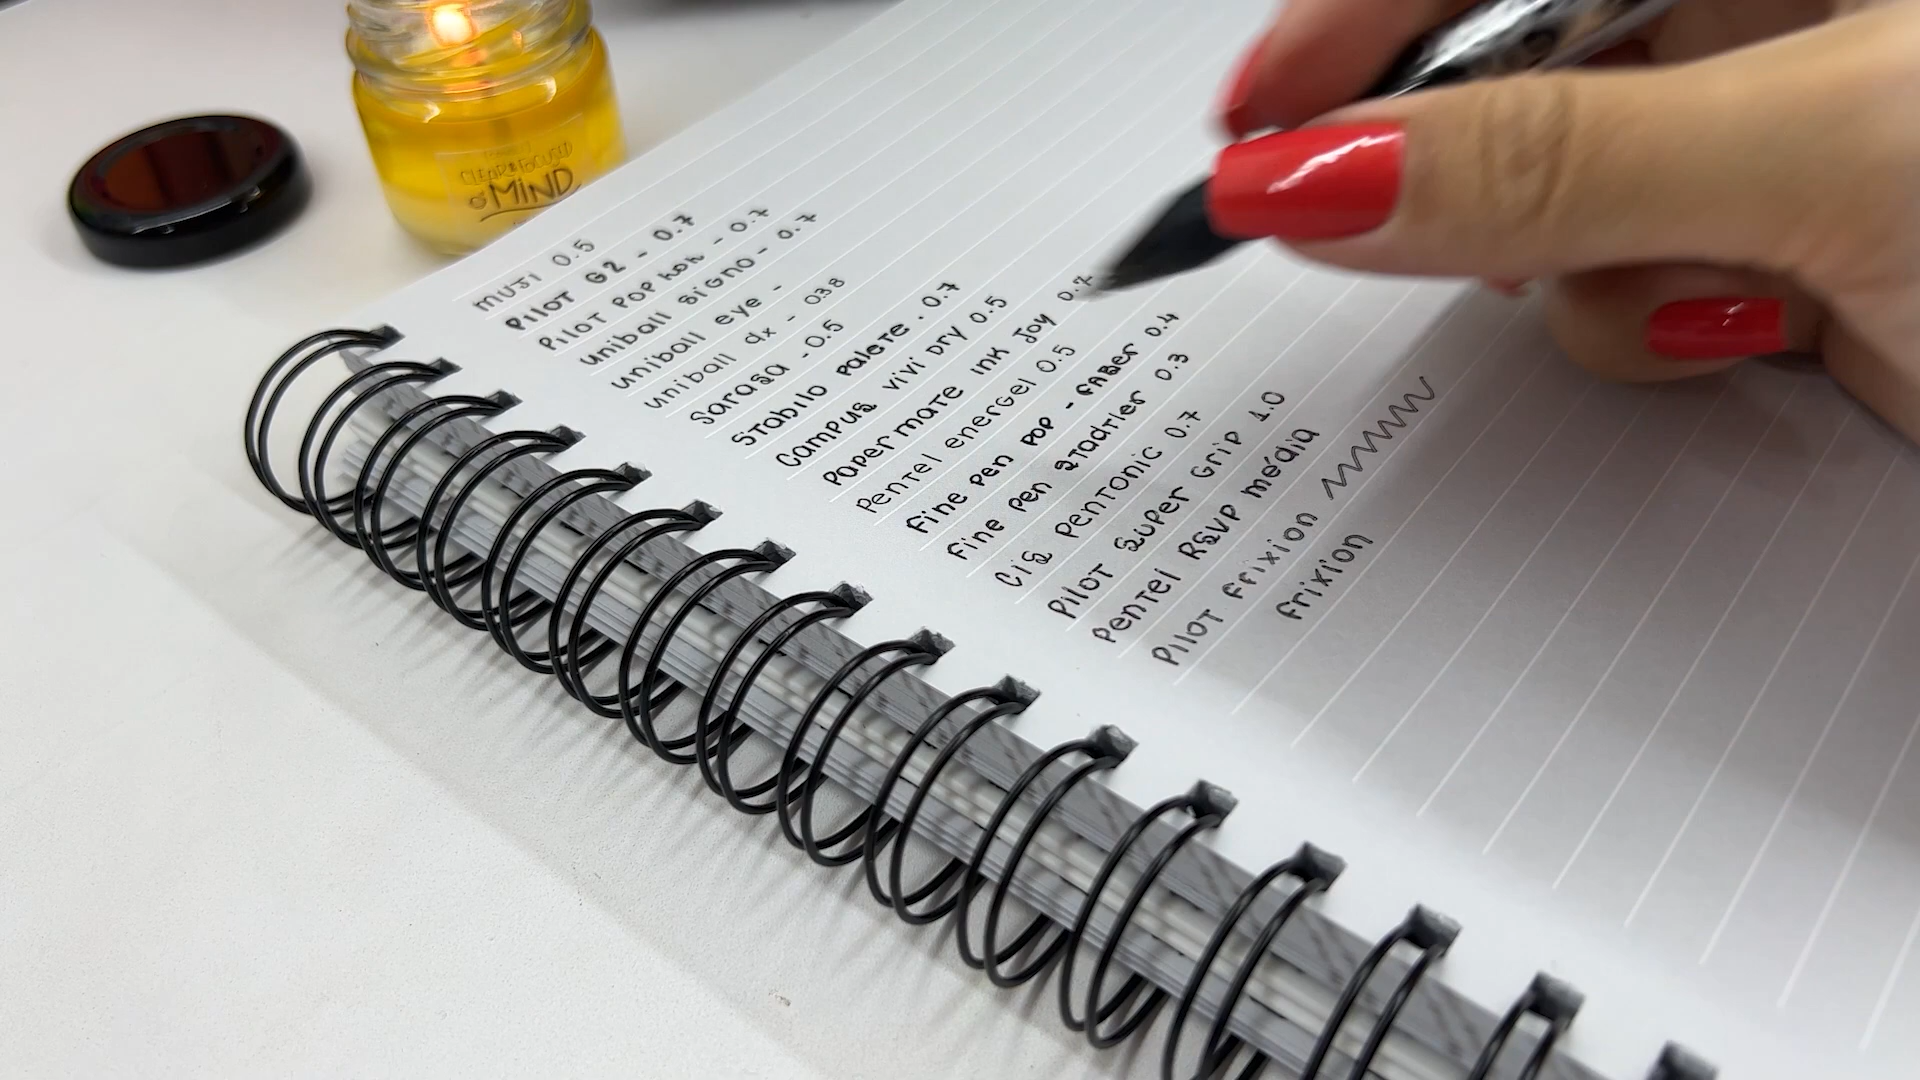 CLEAR & FOCUSED
MIND
MUJI 0.5
PILOT G2 - 0.7
PILOT POP LOL - 0.7
uniball SIGNO - 0.7
uniball eye -
uniball dx - 0.38
Sarasa - 0.5
Stabilo palete . 0.7
Campus vivi DRY 0.5
Paper mate ink Joy 0.7
Pentel energel 0.5
fine pen POP - FABER 0.4
fine pen STADTLER 0.3
Cis PENTONIC 0.7
PILOT SUPER GRIP 1.0
PENTEL RSVP média
PILOT frixion
frixion